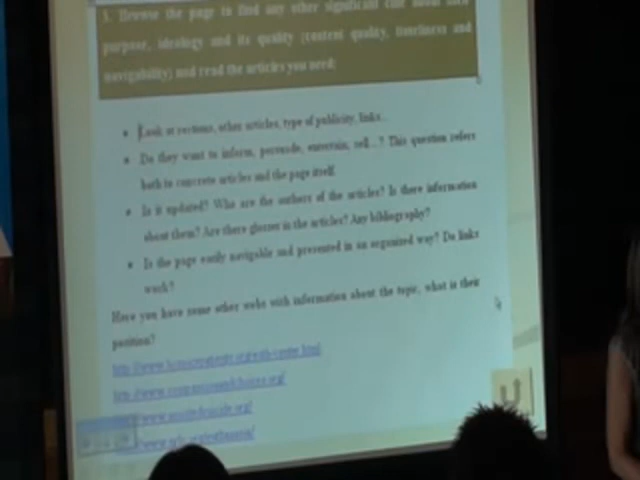 3. Browse the page to find any other significant clue about their
purpose, ideology and its quality (content quality, timeliness and
navigability) and read the articles you need:
Look at sections, other articles, type of publicity, links...
Do they want to inform, persuade, entertain, sell...? This question refers
both to concrete articles and the page itself.
Is it updated? Who are the authors of the articles? Is there information
about them? Are there glosses in the articles? Any bibliography?
Is the page easily navigable and presented in an organized way? Do links
work?
Here you have some other webs with information about the topic, what is their
position?